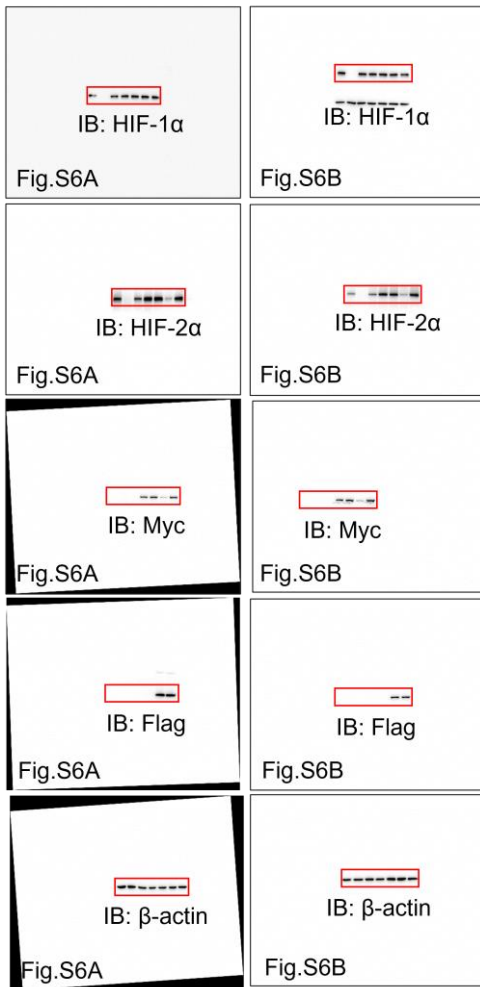 IB: HIF-1α
Fig.S6A
IB: HIF-1α
Fig.S6B
IB: HIF-2α
Fig.S6A
IB: HIF-2α
Fig.S6B
IB: Myc
Fig.S6A
IB: Myc
Fig.S6B
IB: Flag
Fig.S6A
IB: Flag
Fig.S6B
IB: β-actin
Fig.S6A
IB: β-actin
Fig.S6B